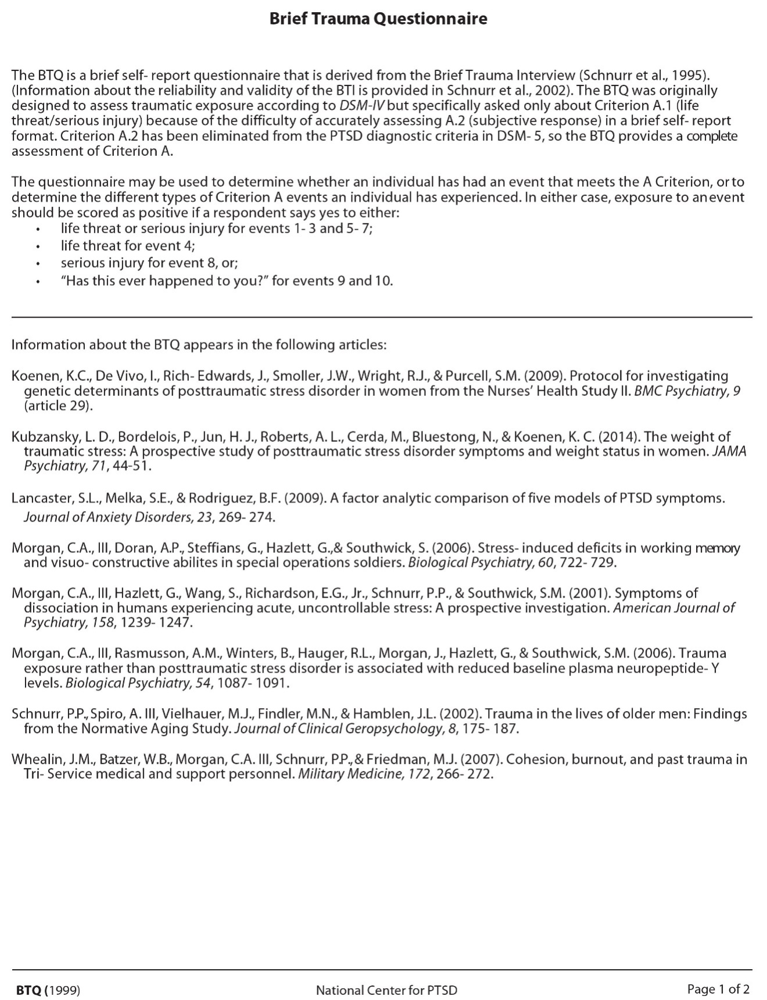 Brief Trauma Questionnaire
The BTQ is a brief self- report questionnaire that is derived from the Brief Trauma Interview (Schnurr et al., 1995).
(Information about the reliability and validity of the BTI is provided in Schnurr et al., 2002). The BTQ was originally
designed to assess traumatic exposure according to DSM-IV but specifically asked only about Criterion A.1 (life
threat/serious injury) because of the difficulty of accurately assessing A.2 (subjective response) in a brief self- report
format. Criterion A.2 has been eliminated from the PTSD diagnostic criteria in DSM- 5, so the BTQ provides a complete
assessment of Criterion A.
The questionnaire may be used to determine whether an individual has had an event that meets the A Criterion, or to
determine the different types of Criterion A events an individual has experienced. In either case, exposure to an event
should be scored as positive if a respondent says yes to either:
• life threat or serious injury for events 1- 3 and 5- 7;
• life threat for event 4;
• serious injury for event 8, or;
• “Has this ever happened to you?” for events 9 and 10.
Information about the BTQ appears in the following articles:
Koenen, K.C., De Vivo, I., Rich- Edwards, J., Smoller, J.W., Wright, R.J., & Purcell, S.M. (2009). Protocol for investigating
genetic determinants of posttraumatic stress disorder in women from the Nurses’ Health Study II. BMC Psychiatry, 9
(article 29).
Kubzansky, L. D., Bordelois, P., Jun, H. J., Roberts, A. L., Cerda, M., Bluestong, N., & Koenen, K. C. (2014). The weight of
traumatic stress: A prospective study of posttraumatic stress disorder symptoms and weight status in women. JAMA
Psychiatry, 71, 44-51.
Lancaster, S.L., Melka, S.E., & Rodriguez, B.F. (2009). A factor analytic comparison of five models of PTSD symptoms.
Journal of Anxiety Disorders, 23, 269- 274.
Morgan, C.A., III, Doran, A.P., Steffians, G., Hazlett, G.,& Southwick, S. (2006). Stress- induced deficits in working memory
and visuo- constructive abilites in special operations soldiers. Biological Psychiatry, 60, 722- 729.
Morgan, C.A., III, Hazlett, G., Wang, S., Richardson, E.G., Jr., Schnurr, P.P., & Southwick, S.M. (2001). Symptoms of
dissociation in humans experiencing acute, uncontrollable stress: A prospective investigation. American Journal of
Psychiatry, 158, 1239- 1247.
Morgan, C.A., III, Rasmusson, A.M., Winters, B., Hauger, R.L., Morgan, J., Hazlett, G., & Southwick, S.M. (2006). Trauma
exposure rather than posttraumatic stress disorder is associated with reduced baseline plasma neuropeptide- Y
levels. Biological Psychiatry, 54, 1087- 1091.
Schnurr, P.P., Spiro, A. III, Vielhauer, M.J., Findler, M.N., & Hamblen, J.L. (2002). Trauma in the lives of older men: Findings
from the Normative Aging Study. Journal of Clinical Geropsychology, 8, 175- 187.
Whealin, J.M., Batzer, W.B., Morgan, C.A. III, Schnurr, P.P., & Friedman, M.J. (2007). Cohesion, burnout, and past trauma in
Tri- Service medical and support personnel. Military Medicine, 172, 266- 272.
BTQ (1999) National Center for PTSD Page 1 of 2